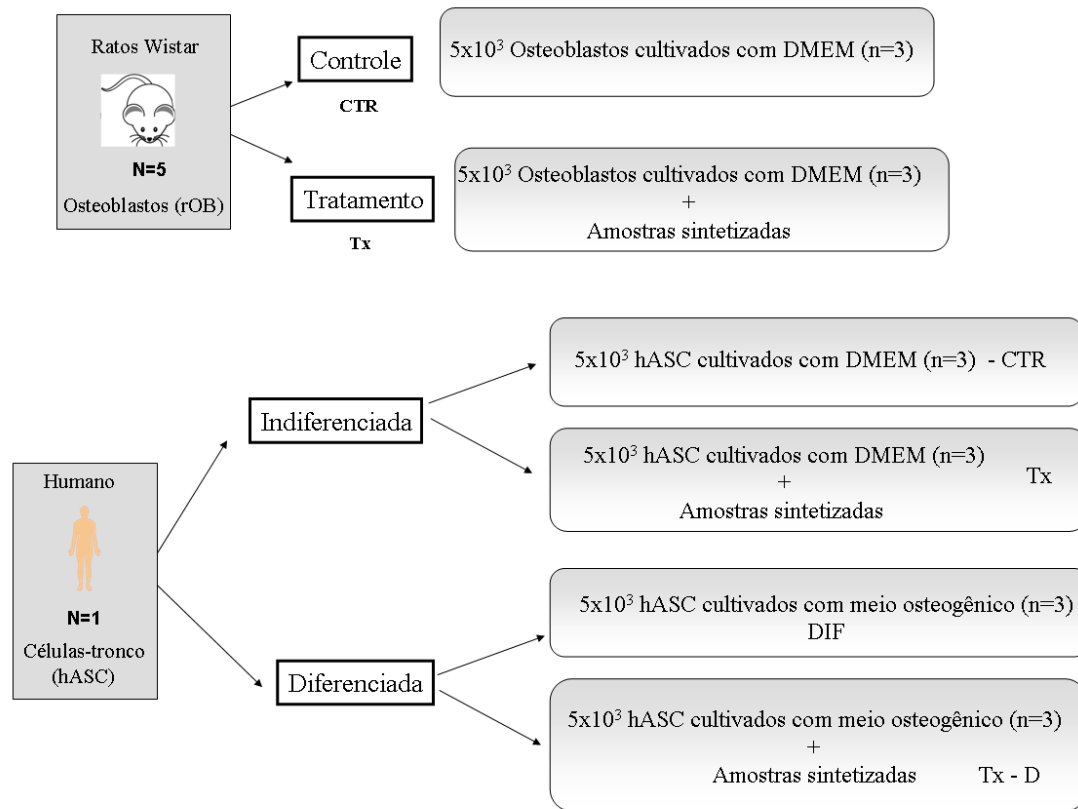 Ratos Wistar
N=5
Osteoblastos (rOB)
Controle
CTR
5x10³ Osteoblastos cultivados com DMEM (n=3)
Tratamento
Tx
5x10³ Osteoblastos cultivados com DMEM (n=3)
+
Amostras sintetizadas
Humano
N=1
Células-tronco
(hASC)
Indiferenciada
5x10³ hASC cultivados com DMEM (n=3) - CTR
5x10³ hASC cultivados com DMEM (n=3)
+
Amostras sintetizadas
Tx
Diferenciada
5x10³ hASC cultivados com meio osteogênico (n=3)
DIF
5x10³ hASC cultivados com meio osteogênico (n=3)
+
Amostras sintetizadas Tx - D